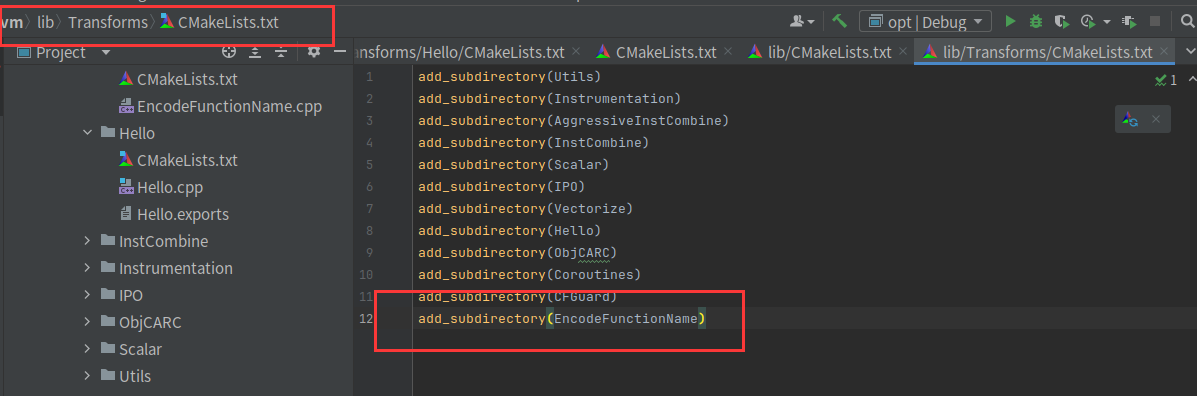 vm › lib › Transforms › CMakeLists.txt
opt | Debug
Project
ansforms/Hello/CMakeLists.txt
CMakeLists.txt
lib/CMakeLists.txt
lib/Transforms/CMakeLists.txt
CMakeLists.txt
EncodeFunctionName.cpp
Hello
CMakeLists.txt
Hello.cpp
Hello.exports
InstCombine
Instrumentation
IPO
ObjCARC
Scalar
Utils
1 add_subdirectory(Utils)
2 add_subdirectory(Instrumentation)
3 add_subdirectory(AggressiveInstCombine)
4 add_subdirectory(InstCombine)
5 add_subdirectory(Scalar)
6 add_subdirectory(IPO)
7 add_subdirectory(Vectorize)
8 add_subdirectory(Hello)
9 add_subdirectory(ObjCARC)
10 add_subdirectory(Coroutines)
11 add_subdirectory(CFGuard)
12 add_subdirectory(EncodeFunctionName)
1